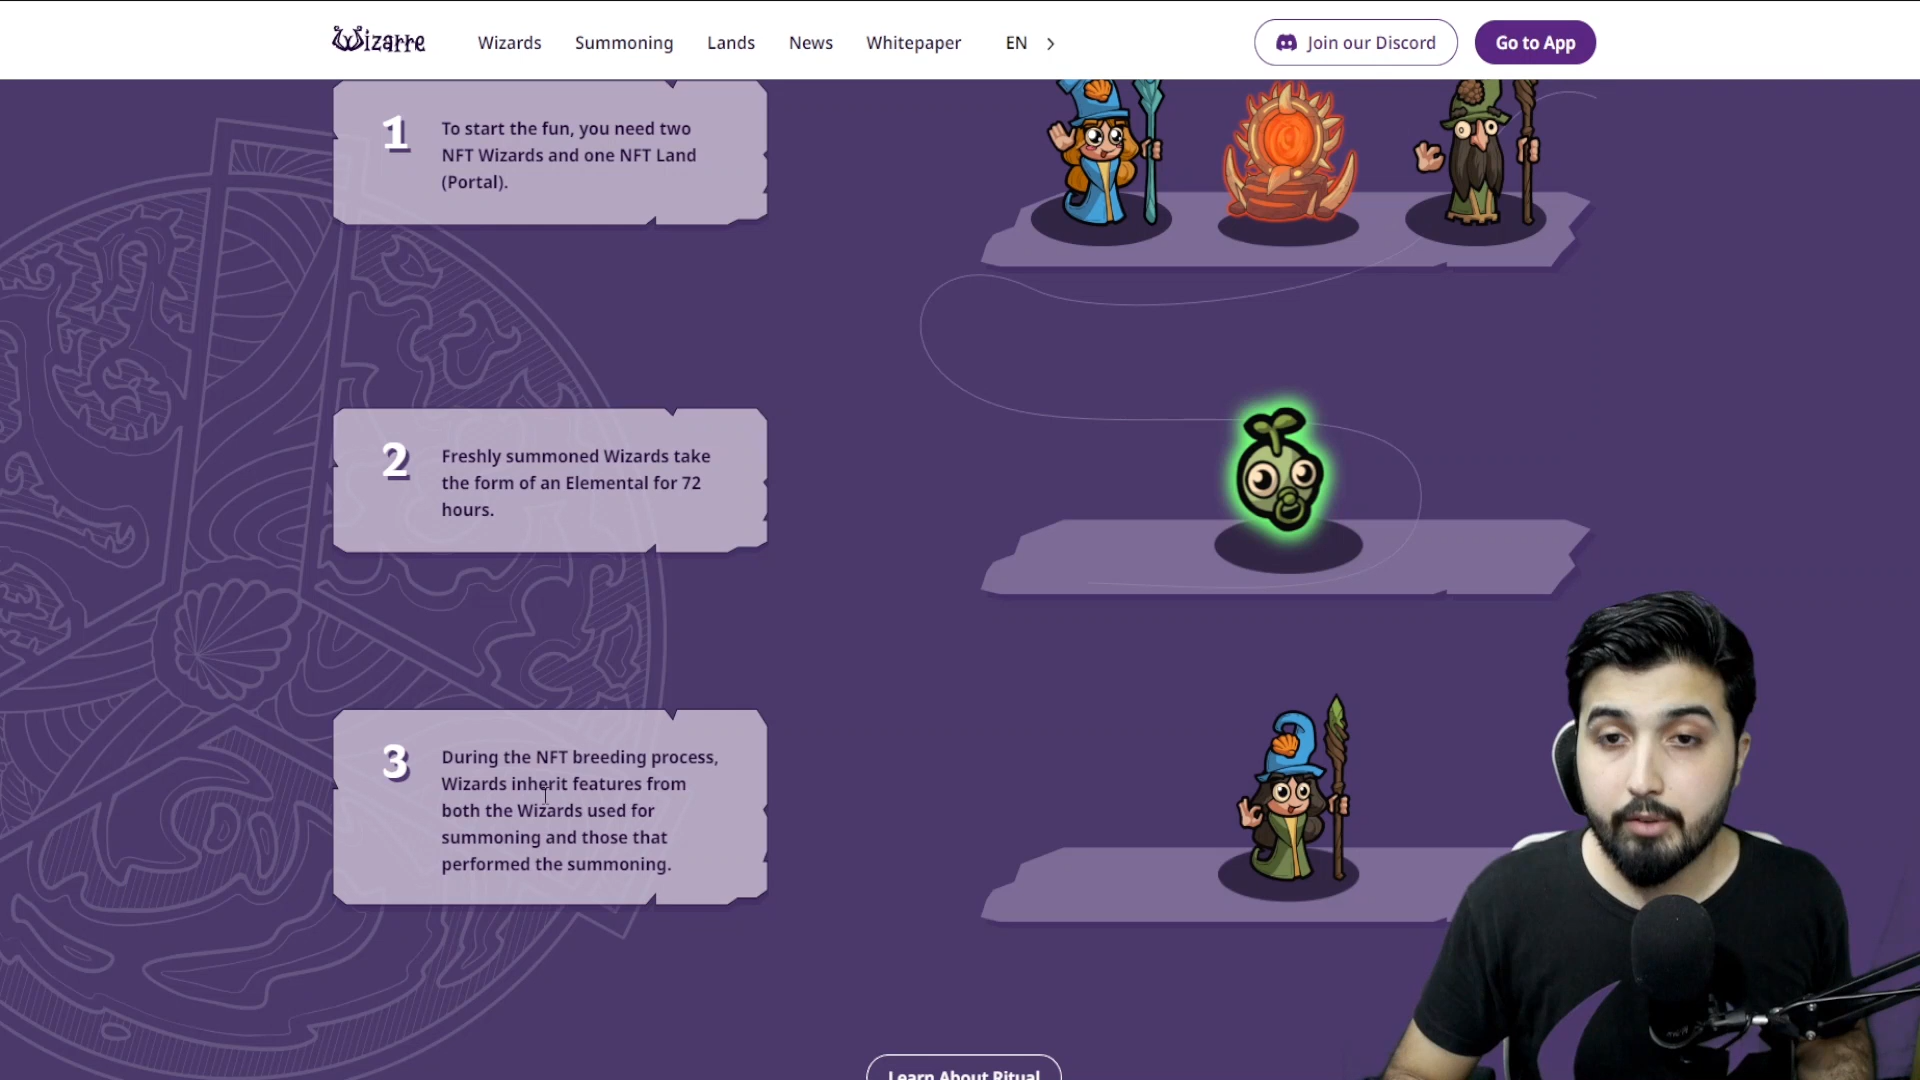 Wizarre
Wizards
Summoning
Lands
News
Whitepaper
EN
Join our Discord
Go to App
1
To start the fun, you need two
NFT Wizards and one NFT Land
(Portal).
2
Freshly summoned Wizards take
the form of an Elemental for 72
hours.
3
During the NFT breeding process,
Wizards inherit features from
both the Wizards used for
summoning and those that
performed the summoning.
Learn About Ritual